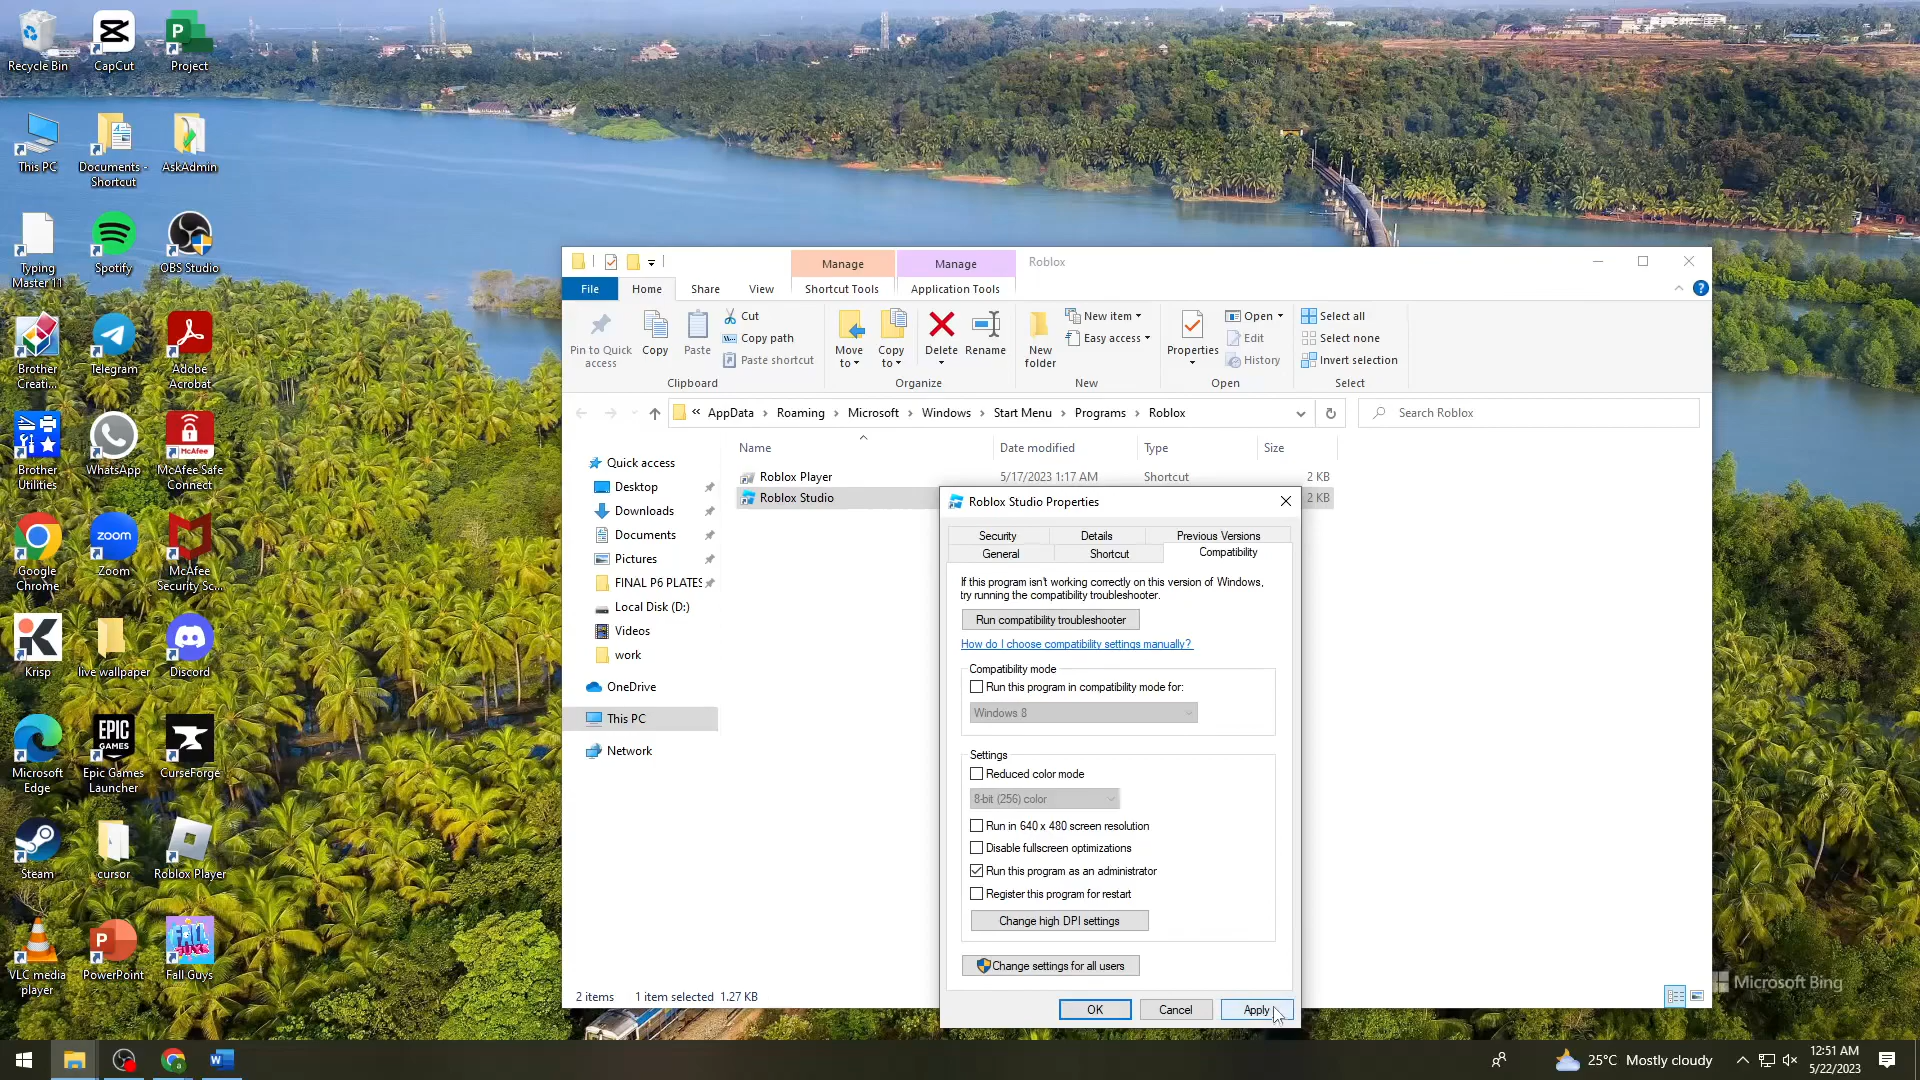 Recycle Bin
CapCut
Project
This PC
Documents -
Shortcut
AskAdmin
Typing
Master 11
Spotify
OBS Studio
Brother
Creati...
Telegram
Adobe
Acrobat
Brother
Utilities
WhatsApp
McAfee
McAfee Safe
Connect
Google
Chrome
zoom
Zoom
McAfee
Security Sc...
Krisp
live wallpaper
Discord
Microsoft
Edge
EPIC
GAMES
Epic Games
Launcher
CurseForge
Steam
cursor
Roblox Player
VLC media
player
PowerPoint
FALL GUYS
Fall Guys
Manage
Manage
Roblox
File
Home
Share
View
Shortcut Tools
Application Tools
Pin to Quick
access
Copy
Paste
Cut
Copy path
Paste shortcut
Clipboard
Move
to
Copy
to
Delete
Rename
Organize
New
folder
New item
Easy access
New
Properties
Open
Edit
History
Open
Select all
Select none
Invert selection
Select
« AppData > Roaming > Microsoft > Windows > Start Menu > Programs > Roblox
Search Roblox
Name
Date modified
Type
Size
Quick access
Desktop
Downloads
Documents
Pictures
FINAL P6 PLATES
Local Disk (D:)
Videos
work
OneDrive
This PC
Network
Roblox Player
5/17/2023 1:17 AM
Shortcut
2 KB
Roblox Studio
2 KB
2 items
1 item selected 1.27 KB
Roblox Studio Properties
Security
Details
Previous Versions
General
Shortcut
Compatibility
If this program isn't working correctly on this version of Windows,
try running the compatibility troubleshooter.
Run compatibility troubleshooter
How do I choose compatibility settings manually?
Compatibility mode
Run this program in compatibility mode for:
Windows 8
Settings
Reduced color mode
8-bit (256) color
Run in 640 x 480 screen resolution
Disable fullscreen optimizations
Run this program as an administrator
Register this program for restart
Change high DPI settings
Change settings for all users
OK
Cancel
Apply
Microsoft Bing
25°C Mostly cloudy
12:51 AM
5/22/2023